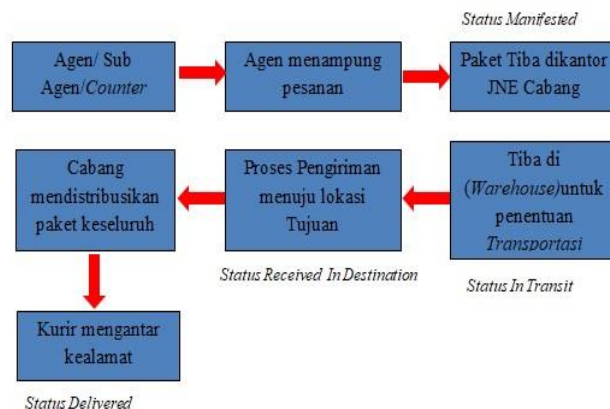 Status Manifested
Agen/ Sub
Agen/Counter
Agen menampung
pesanan
Paket Tiba dikantor
JNE Cabang
Tiba di
(Warehouse)untuk
penentuan
Transportasi
Status In Transit
Proses Pengiriman
menuju lokasi
Tujuan
Status Received In Destination
Cabang
mendistribusikan
paket keseluruh
Kurir mengantar
kealamat
Status Delivered